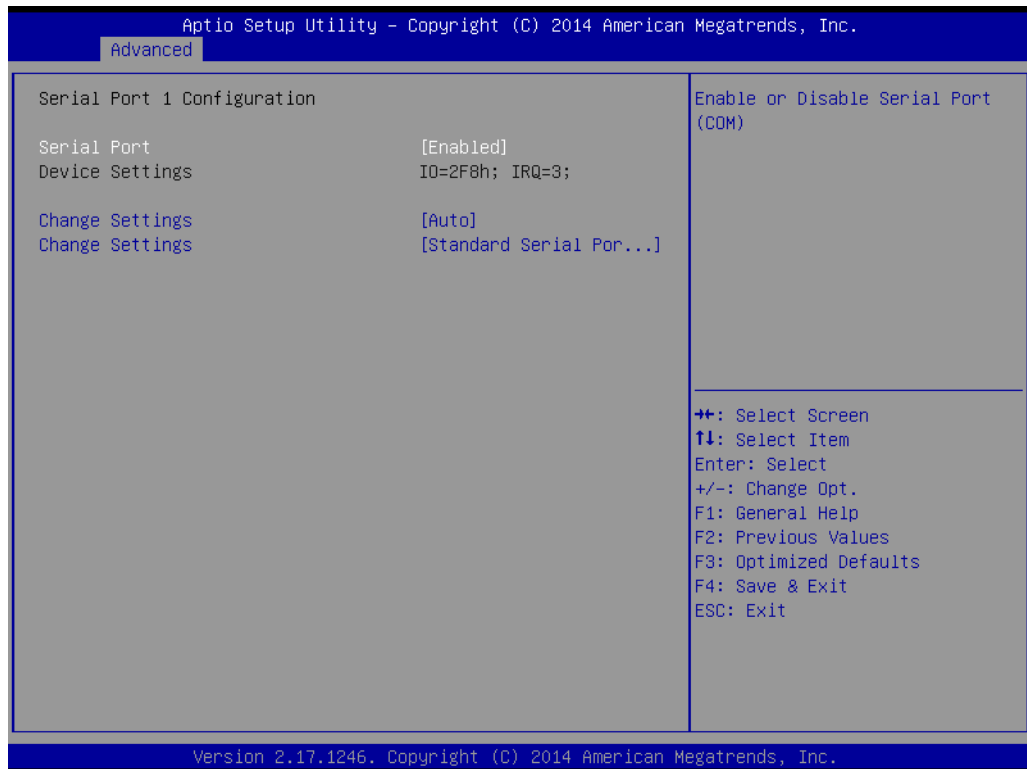 Aptio Setup Utility – Copyright (C) 2014 American Megatrends, Inc.
Advanced
Serial Port 1 Configuration
Serial Port [Enabled]
Device Settings IO=2F8h; IRQ=3;
Change Settings [Auto]
Change Settings [Standard Serial Por...]
Enable or Disable Serial Port
(COM)
→←: Select Screen
↑↓: Select Item
Enter: Select
+/-: Change Opt.
F1: General Help
F2: Previous Values
F3: Optimized Defaults
F4: Save & Exit
ESC: Exit
Version 2.17.1246. Copyright (C) 2014 American Megatrends, Inc.